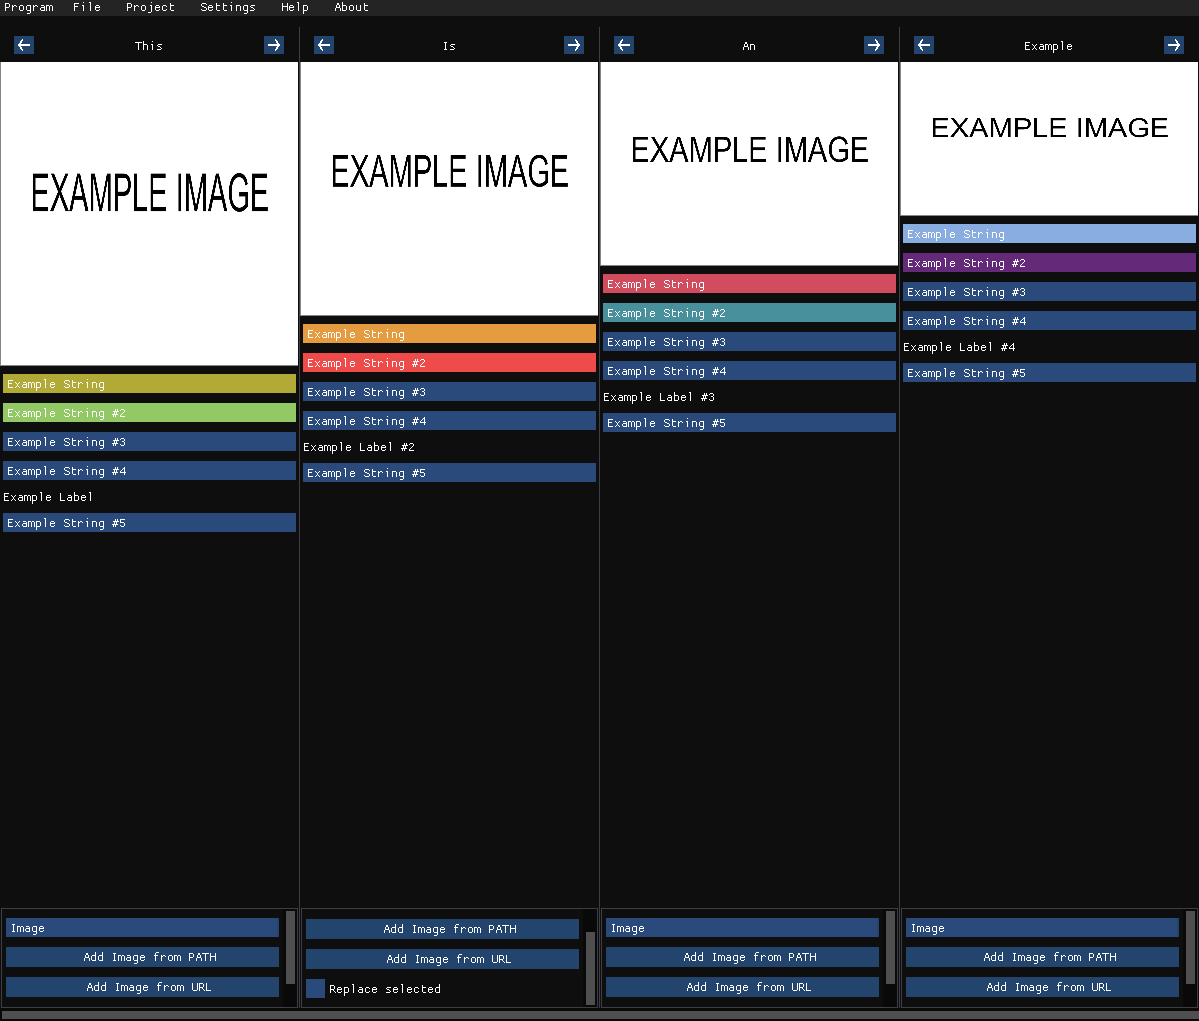 Program File Project Settings Help About
This
EXAMPLE IMAGE
Example String
Example String #2
Example String #3
Example String #4
Example Label
Example String #5
Image
Add Image from PATH
Add Image from URL
Is
EXAMPLE IMAGE
Example String
Example String #2
Example String #3
Example String #4
Example Label #2
Example String #5
Add Image from PATH
Add Image from URL
Replace selected
An
EXAMPLE IMAGE
Example String
Example String #2
Example String #3
Example String #4
Example Label #3
Example String #5
Image
Add Image from PATH
Add Image from URL
Example
EXAMPLE IMAGE
Example String
Example String #2
Example String #3
Example String #4
Example Label #4
Example String #5
Image
Add Image from PATH
Add Image from URL